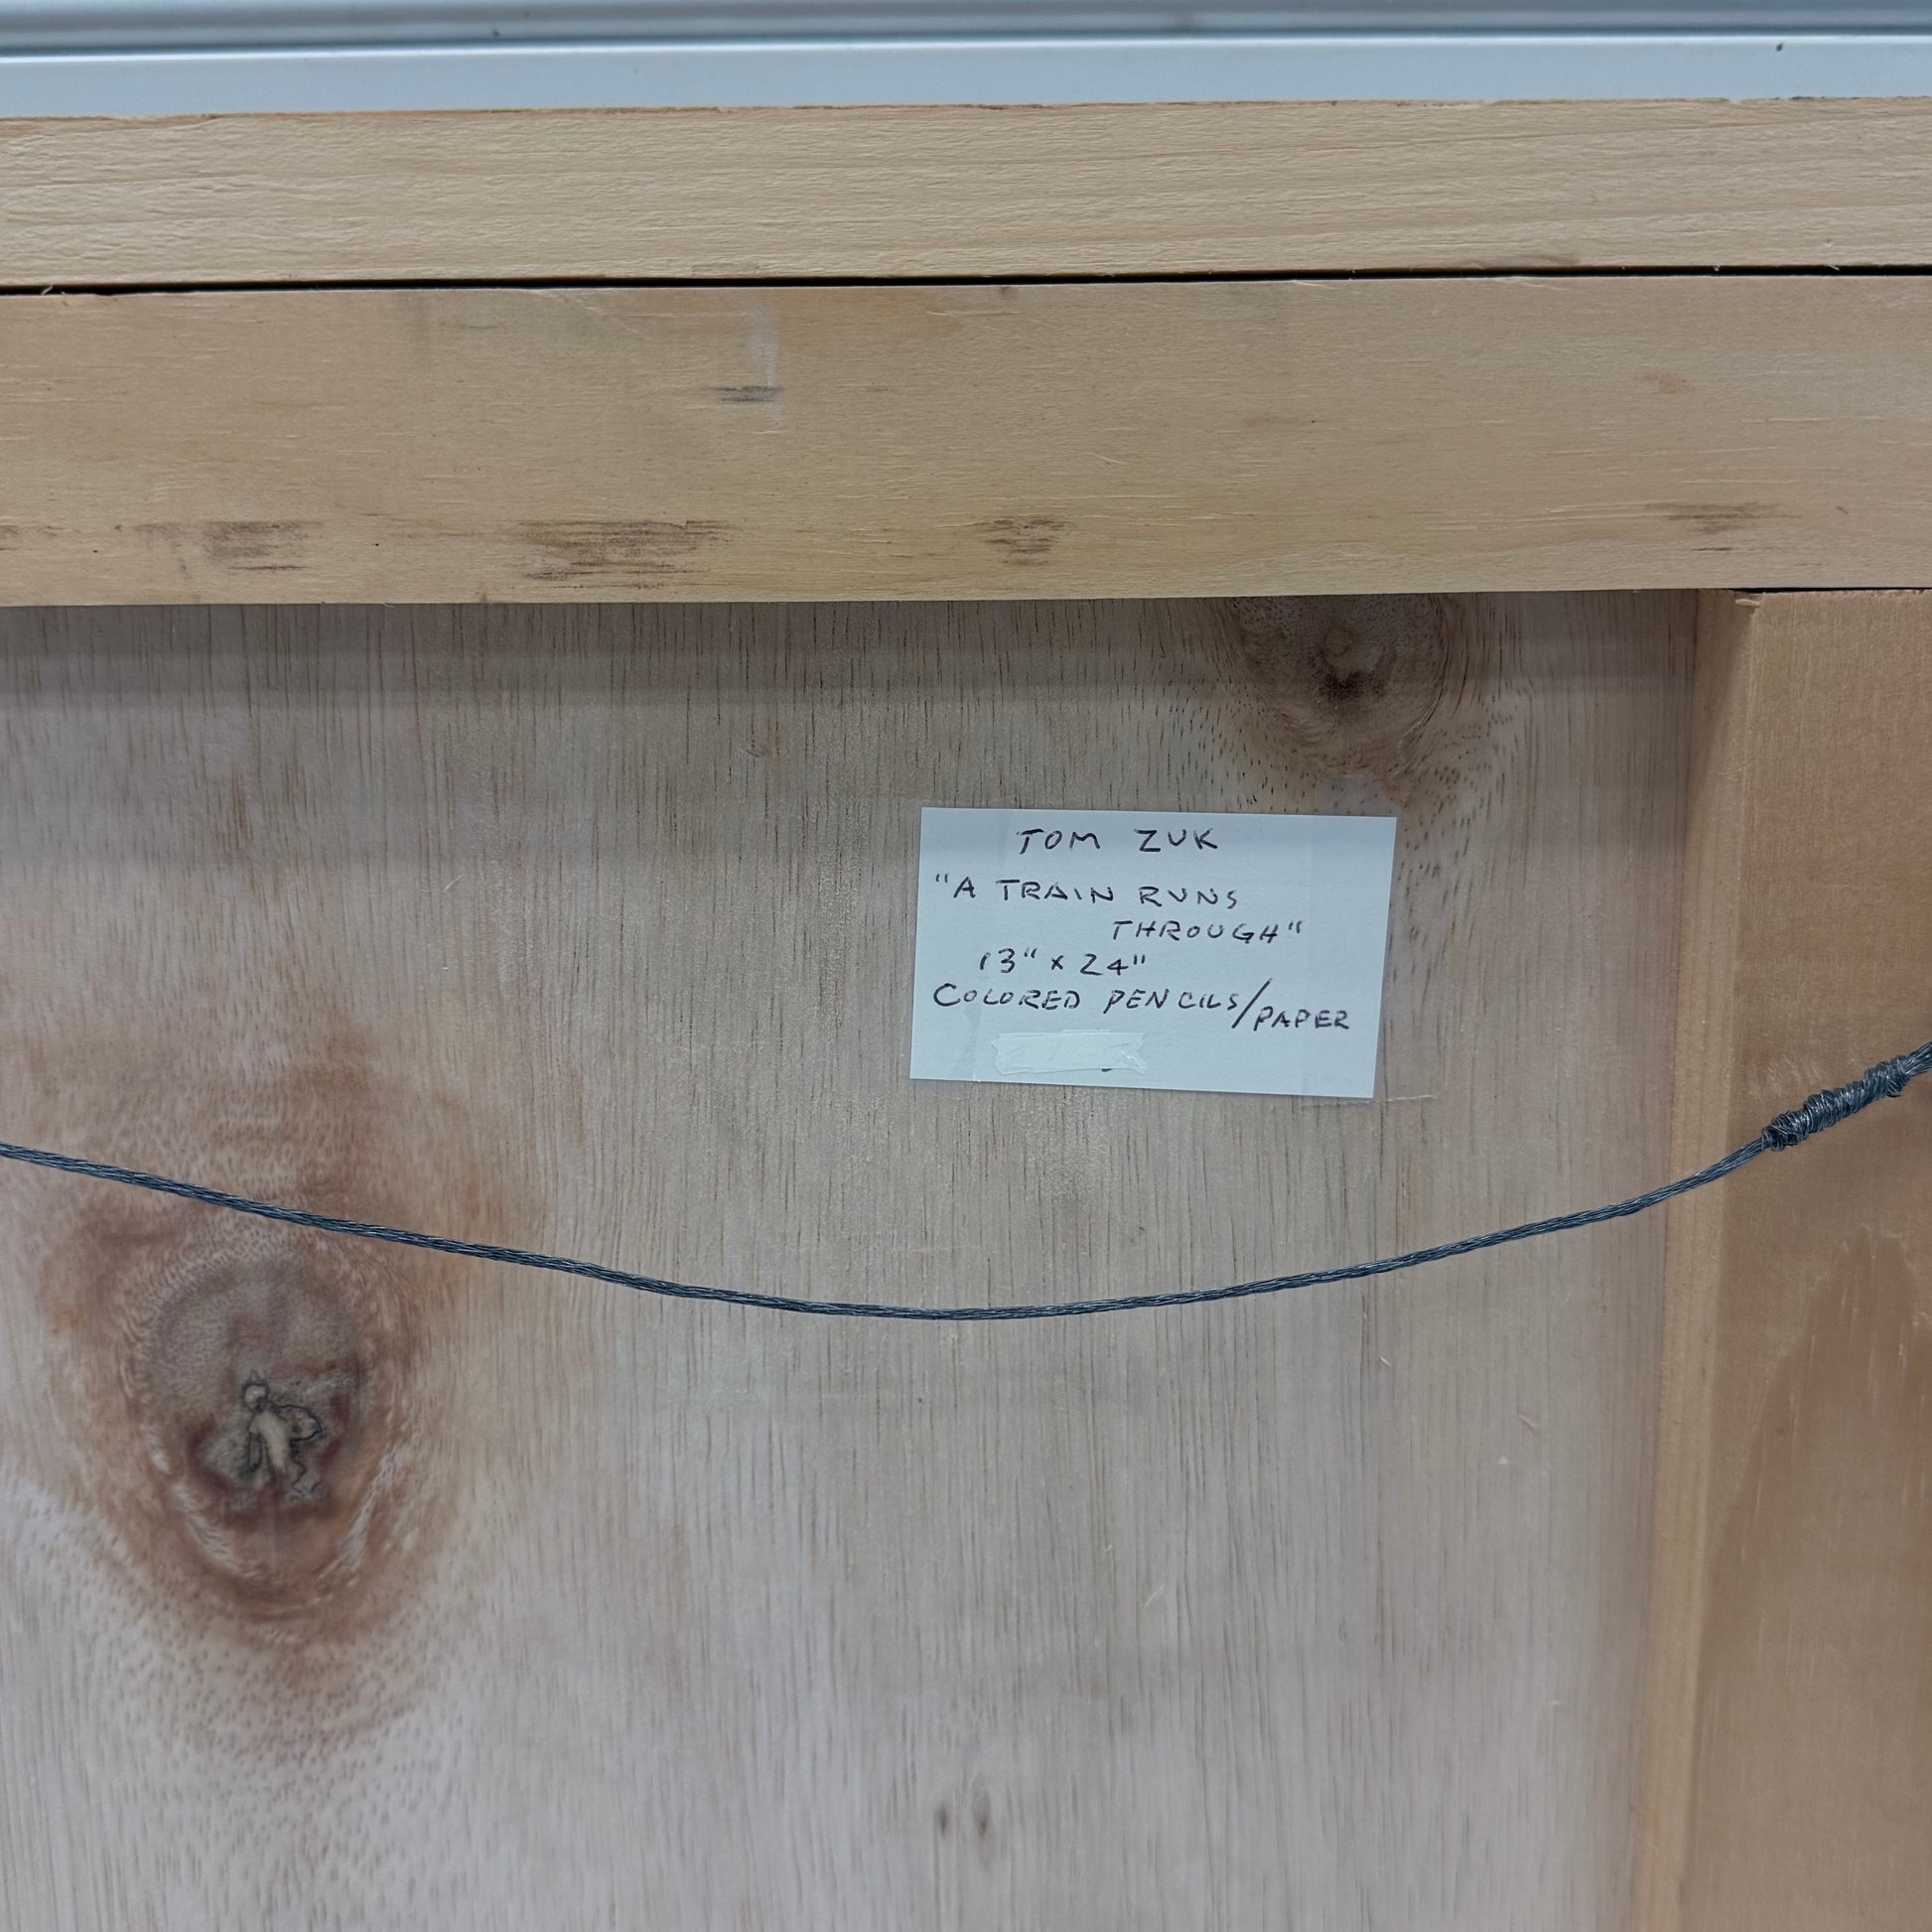 TOM ZUK
"A TRAIN RUNS
THROUGH"
13" x 24"
COLORED PENCILS/PAPER